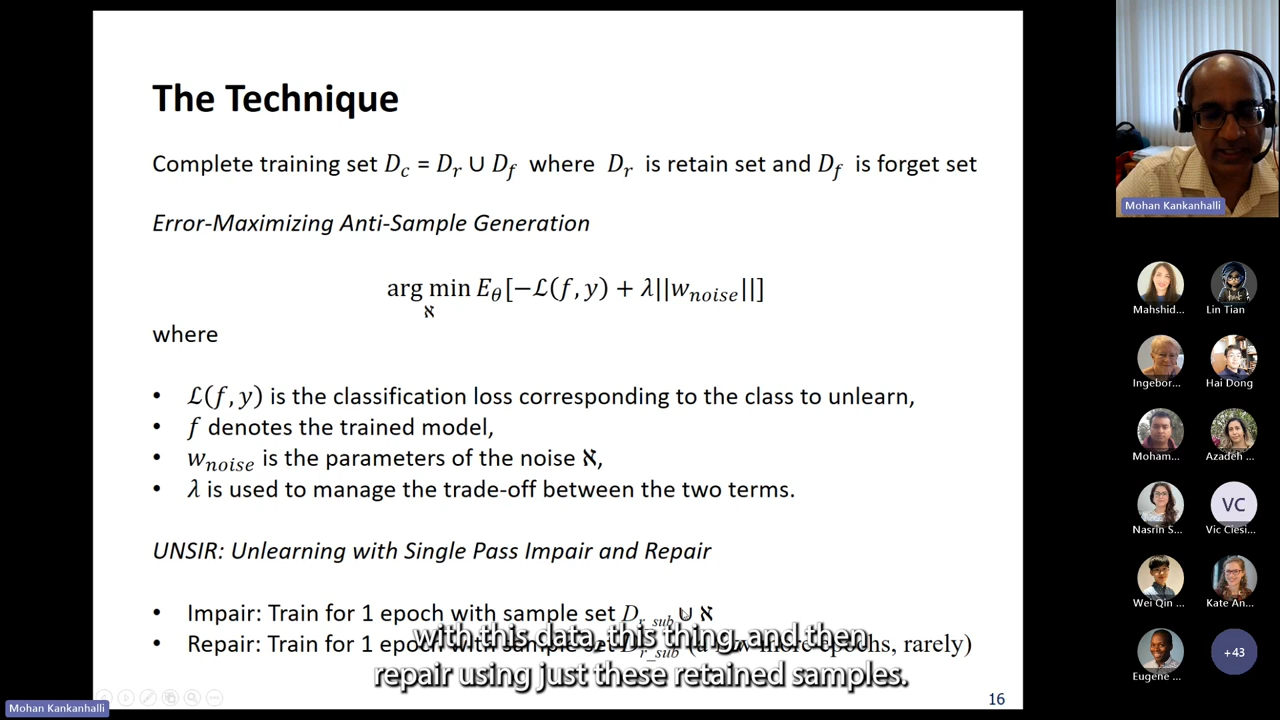 The Technique
Complete training set D_c = D_r ∪ D_f where D_r is retain set and D_f is forget set
Error-Maximizing Anti-Sample Generation
arg min E_θ[−ℒ(f, y) + λ||w_noise||]
ℵ
where
• ℒ(f, y) is the classification loss corresponding to the class to unlearn,
• f denotes the trained model,
• w_noise is the parameters of the noise ℵ,
• λ is used to manage the trade-off between the two terms.
UNSIR: Unlearning with Single Pass Impair and Repair
• Impair: Train for 1 epoch with sample set D_r_sub ∪ ℵ
• Repair: Train for 1 epoch with sample set D_r_sub (a few more epochs, rarely)
with this data, this thing, and then
repair using just these retained samples.
16
Mohan Kankanhalli
Mohan Kankanhalli
Mahshid...
Lin Tian
Ingebor...
Hai Dong
Moham...
Azadeh ...
Nasrin S...
VC
Vic Ciesi...
Wei Qin ...
Kate An...
Eugene ...
+43